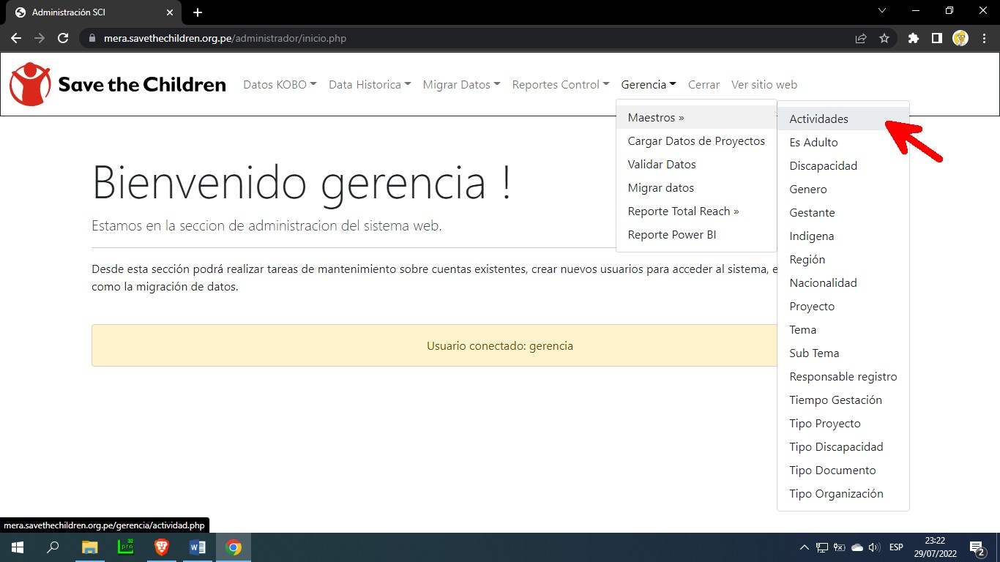 Administración SCI
mera.savethechildren.org.pe/administrador/inicio.php
Save the Children
Datos KOBO
Data Historica
Migrar Datos
Reportes Control
Gerencia
Cerrar
Ver sitio web
Maestros »
Cargar Datos de Proyectos
Validar Datos
Migrar datos
Reporte Total Reach »
Reporte Power BI
Actividades
Es Adulto
Discapacidad
Genero
Gestante
Indigena
Región
Nacionalidad
Proyecto
Tema
Sub Tema
Responsable registro
Tiempo Gestación
Tipo Proyecto
Tipo Discapacidad
Tipo Documento
Tipo Organización
Bienvenido gerencia !
Estamos en la seccion de administracion del sistema web.
Desde esta sección podrá realizar tareas de mantenimiento sobre cuentas existentes, crear nuevos usuarios para acceder al sistema, e
como la migración de datos.
Usuario conectado: gerencia
mera.savethechildren.org.pe/gerencia/actividad.php
ESP
23:22
29/07/2022
2